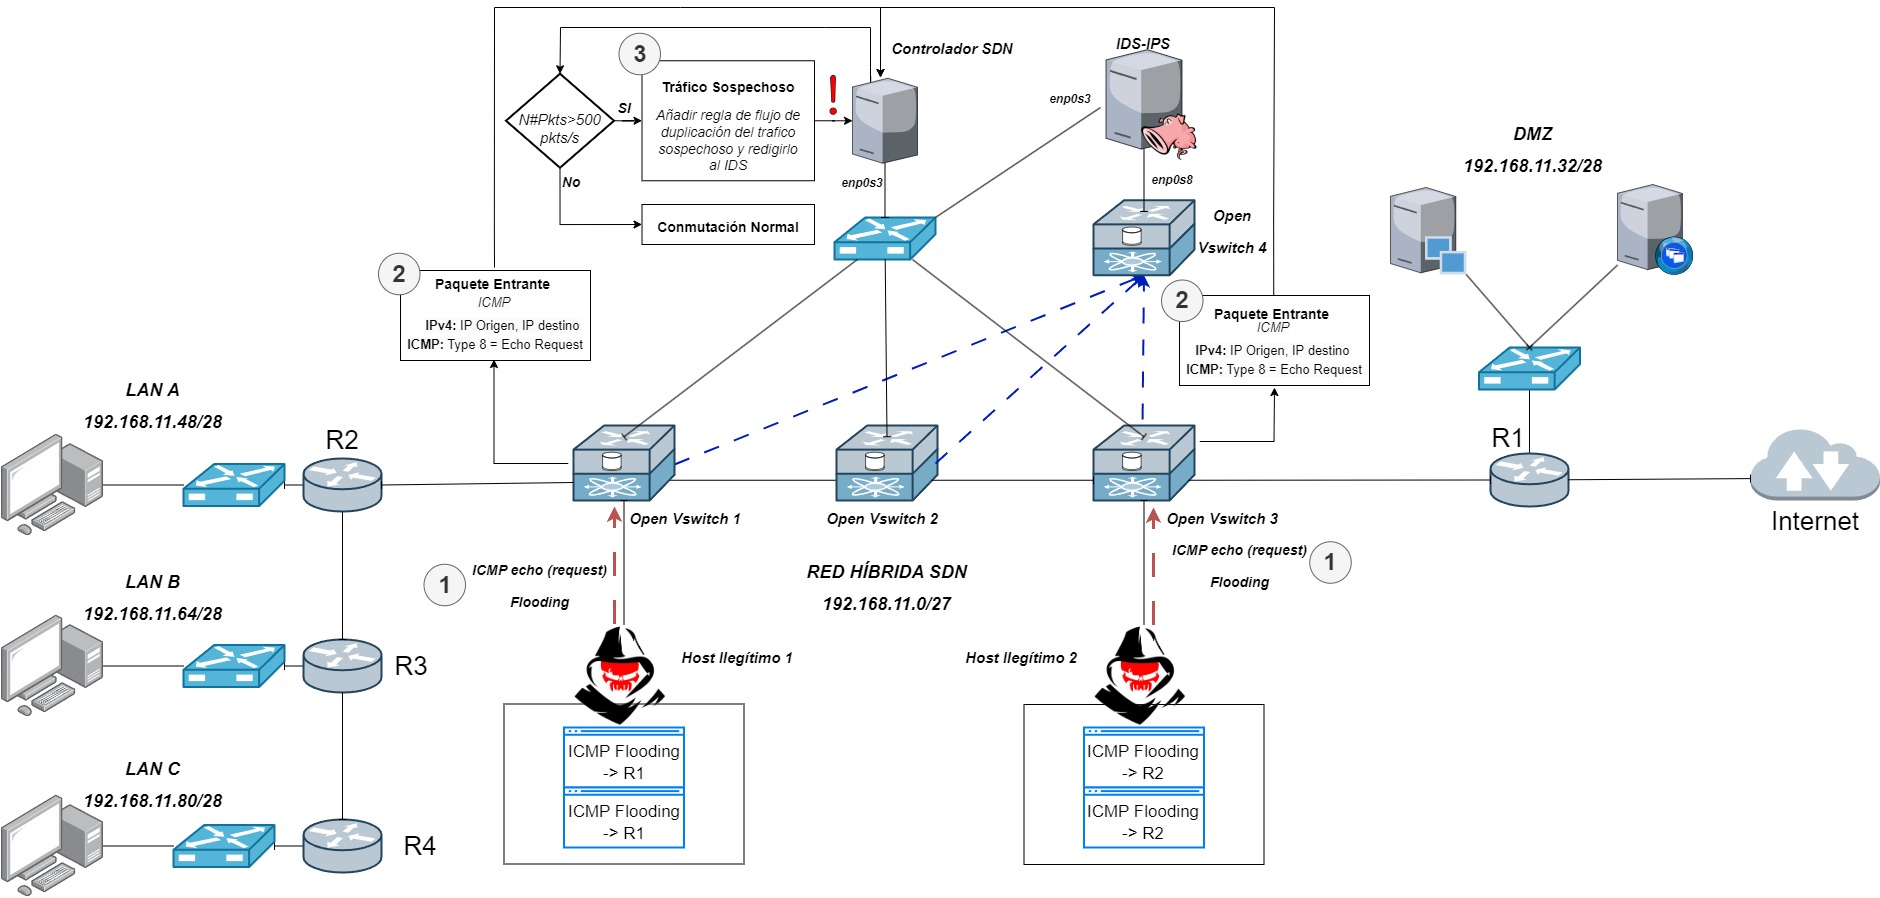 Controlador SDN
IDS-IPS
3
Tráfico Sospechoso
Añadir regla de flujo de
duplicación del trafico
sospechoso y redigirlo
al IDS
N#Pkts>500
pkts/s
SI
No
Conmutación Normal
enp0s3
enp0s3
enp0s8
Open
Vswitch 4
DMZ
192.168.11.32/28
2
Paquete Entrante
ICMP
IPv4: IP Origen, IP destino
ICMP: Type 8 = Echo Request
2
Paquete Entrante
ICMP
IPv4: IP Origen, IP destino
ICMP: Type 8 = Echo Request
LAN A
192.168.11.48/28
R2
R1
Internet
Open Vswitch 1
Open Vswitch 2
Open Vswitch 3
1
ICMP echo (request)
Flooding
RED HÍBRIDA SDN
192.168.11.0/27
ICMP echo (request)
Flooding
1
LAN B
192.168.11.64/28
R3
Host Ilegítimo 1
Host Ilegítimo 2
ICMP Flooding
-> R1
ICMP Flooding
-> R1
ICMP Flooding
-> R2
ICMP Flooding
-> R2
LAN C
192.168.11.80/28
R4